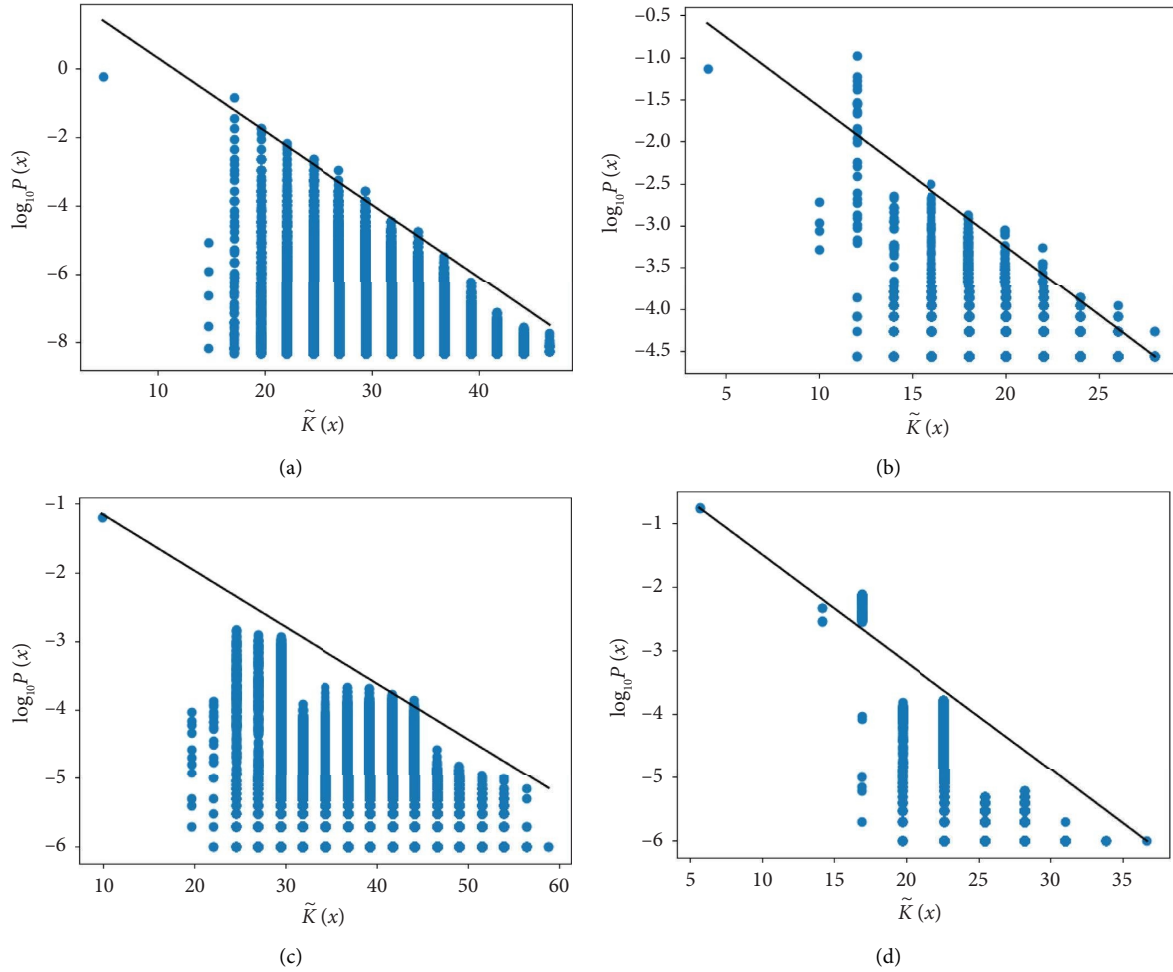 log₁₀P (x)
0
−2
−4
−6
−8
10 20 30 40
K̃ (x)
(a)
log₁₀P (x)
−0.5
−1.0
−1.5
−2.0
−2.5
−3.0
−3.5
−4.0
−4.5
5 10 15 20 25
K̃ (x)
(b)
log₁₀P (x)
−1
−2
−3
−4
−5
−6
10 20 30 40 50 60
K̃ (x)
(c)
log₁₀P (x)
−1
−2
−3
−4
−5
−6
5 10 15 20 25 30 35
K̃ (x)
(d)